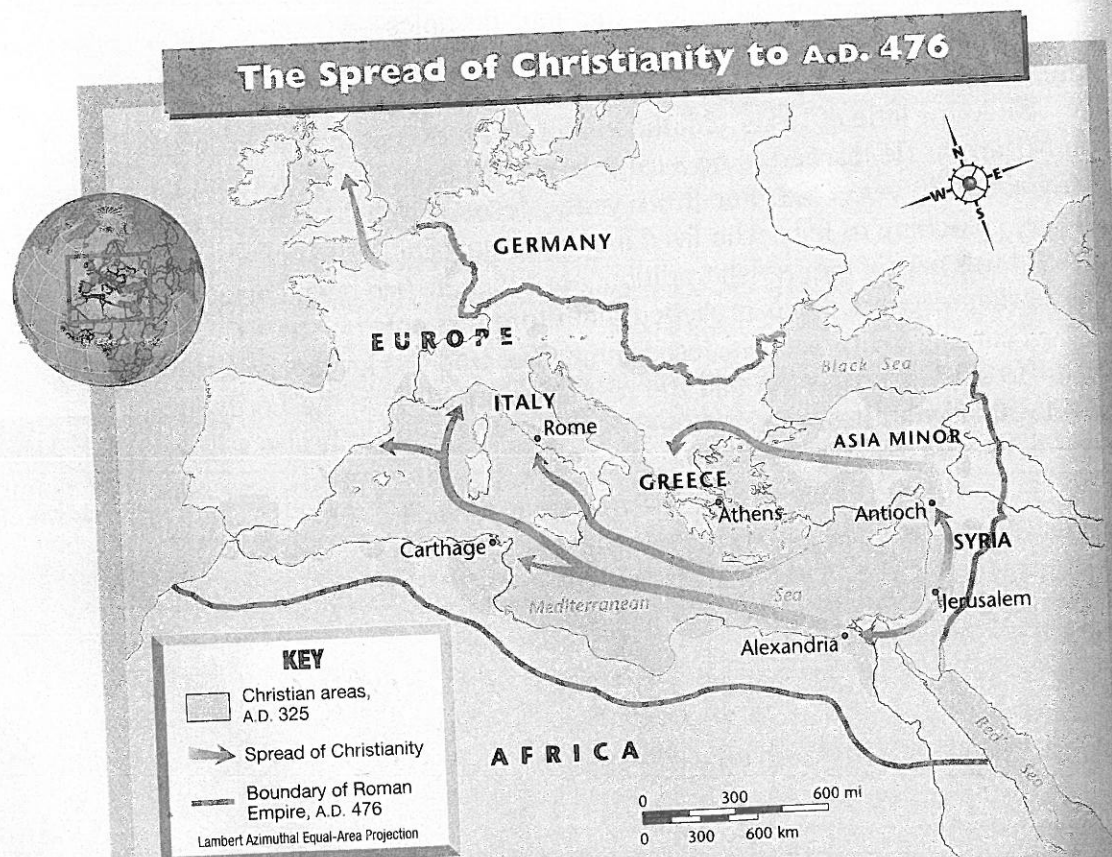 The Spread of Christianity to A.D. 476
N
E
W
S
GERMANY
EUROPE
Black Sea
ITALY
Rome
ASIA MINOR
GREECE
Athens
Antioch
SYRIA
Carthage
Mediterranean
Sea
Jerusalem
Alexandria
AFRICA
Red
Sea
KEY
Christian areas,
A.D. 325
Spread of Christianity
Boundary of Roman
Empire, A.D. 476
Lambert Azimuthal Equal-Area Projection
0 300 600 mi
0 300 600 km